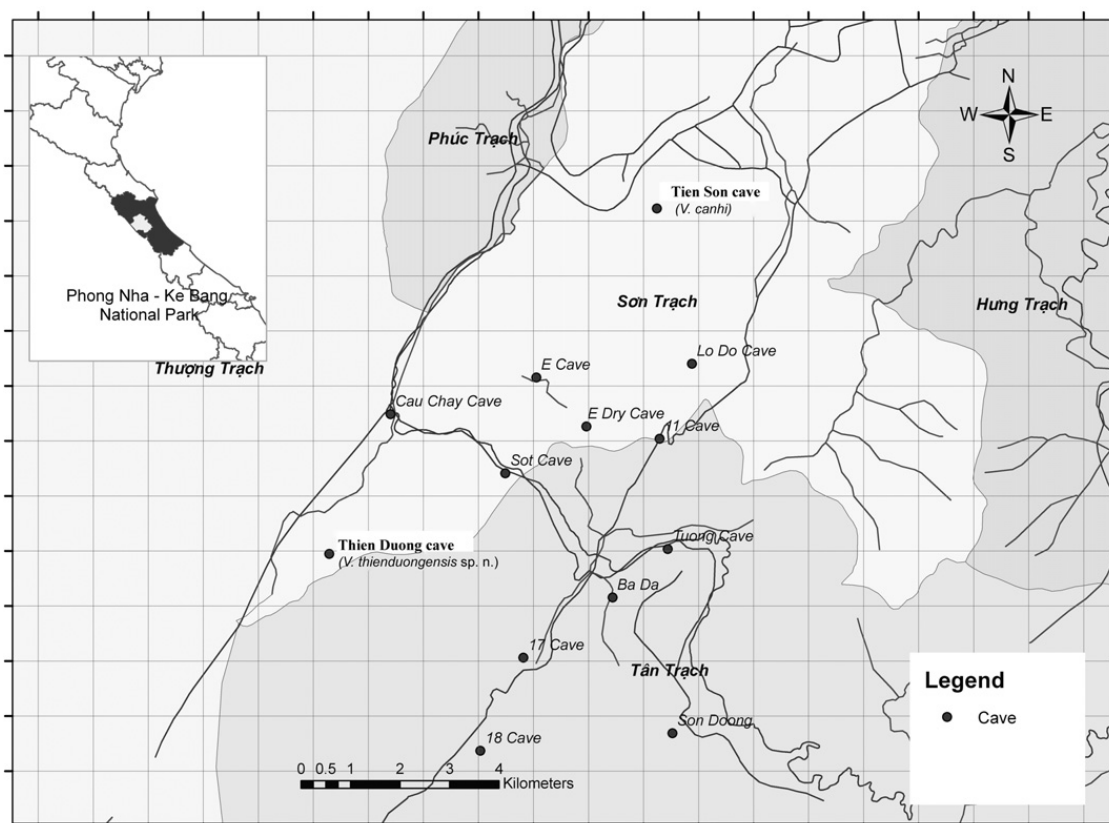 N
W E
S
Phúc Trạch
Tien Son cave
(V. canhi)
Phong Nha - Ke Bang
National Park
Sơn Trạch
Hưng Trạch
Thượng Trạch
Lo Do Cave
E Cave
Cau Chay Cave
E Dry Cave
11 Cave
Sot Cave
Thien Duong cave
(V. thienduongensis sp. n.)
Tuong Cave
Ba Da
17 Cave
Tân Trạch
Legend
Cave
Son Doong
18 Cave
0 0.5 1 2 3 4
Kilometers